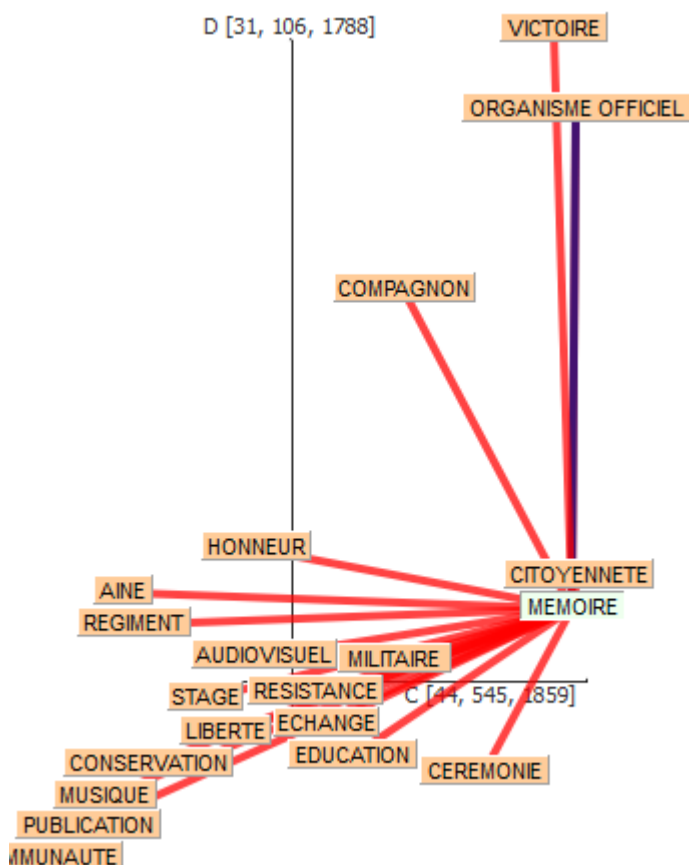 D [31, 106, 1788]
VICTOIRE
ORGANISME OFFICIEL
COMPAGNON
HONNEUR
CITOYENNETE
AINE
MEMOIRE
REGIMENT
AUDIOVISUEL
MILITAIRE
STAGE
RESISTANCE
C [44, 545, 1859]
LIBERTE
ECHANGE
EDUCATION
CONSERVATION
CEREMONIE
MUSIQUE
PUBLICATION
MMUNAUTE